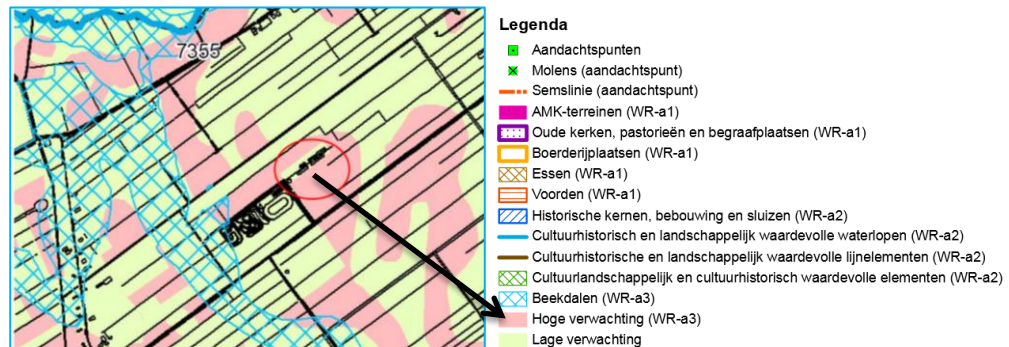 7355
Legenda
Aandachtspunten
Molens (aandachtspunt)
Semslinie (aandachtspunt)
AMK-terreinen (WR-a1)
Oude kerken, pastorieën en begraafplaatsen (WR-a1)
Boerderijplaatsen (WR-a1)
Essen (WR-a1)
Voorden (WR-a1)
Historische kernen, bebouwing en sluizen (WR-a2)
Cultuurhistorisch en landschappelijk waardevolle waterlopen (WR-a2)
Cultuurhistorische en landschappelijk waardevolle lijnelementen (WR-a2)
Cultuurlandschappelijk en cultuurhistorisch waardevolle elementen (WR-a2)
Beekdalen (WR-a3)
Hoge verwachting (WR-a3)
Lage verwachting